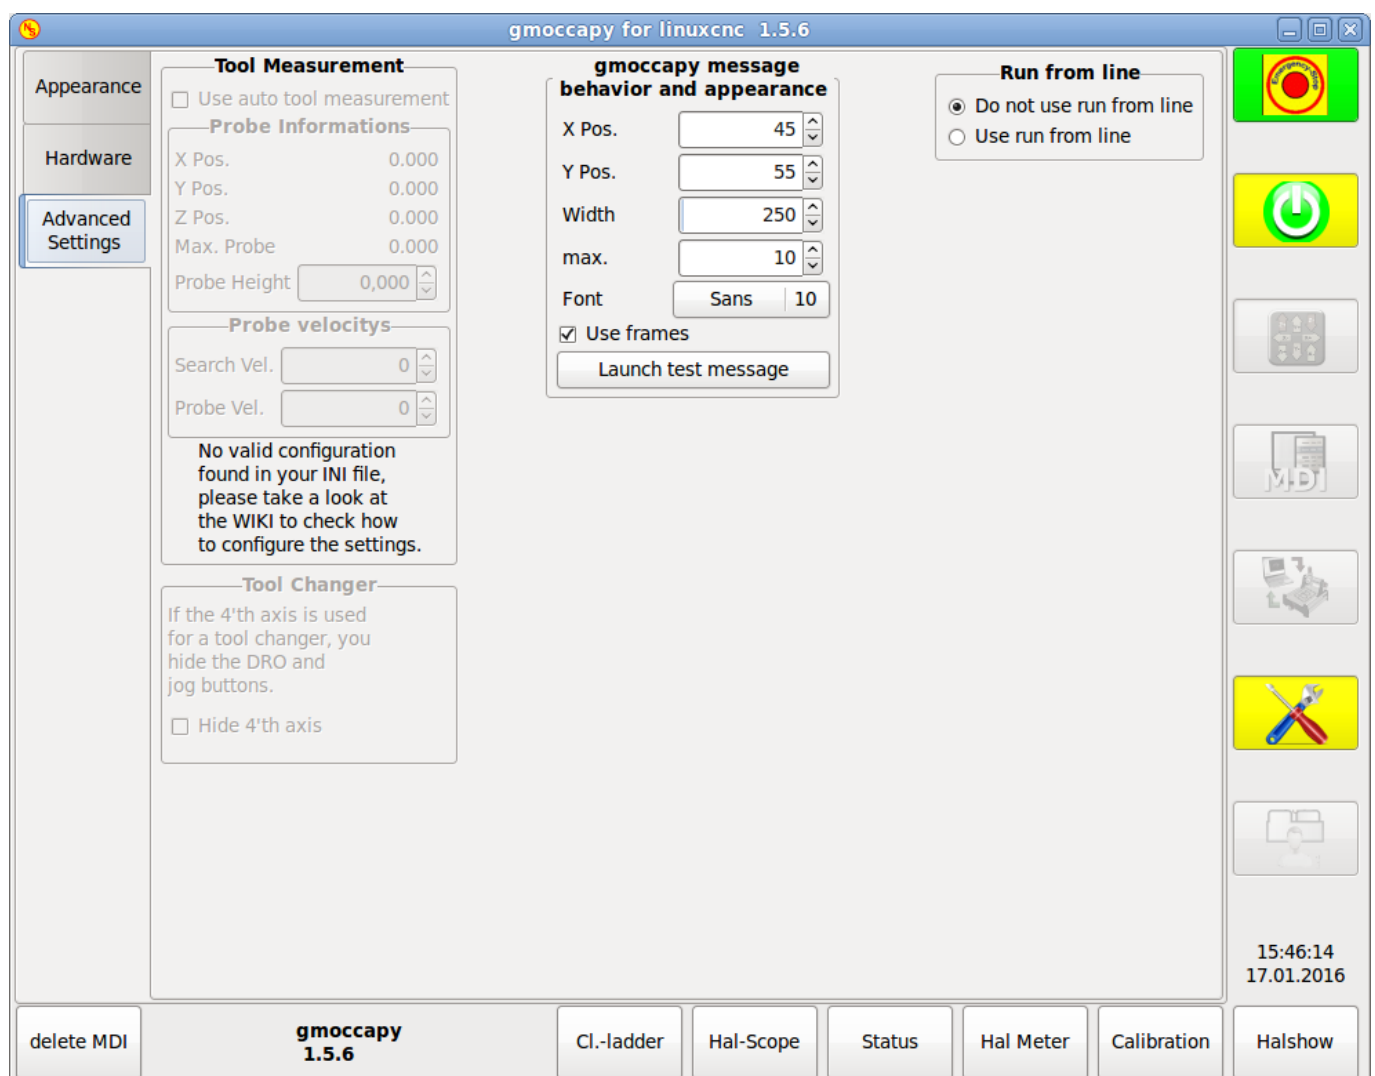 gmoccapy for linuxcnc 1.5.6
Appearance
Hardware
Advanced
Settings
Tool Measurement
Use auto tool measurement
Probe Informations
X Pos. 0.000
Y Pos. 0.000
Z Pos. 0.000
Max. Probe 0.000
Probe Height 0,000
Probe velocitys
Search Vel. 0
Probe Vel. 0
No valid configuration
found in your INI file,
please take a look at
the WIKI to check how
to configure the settings.
Tool Changer
If the 4'th axis is used
for a tool changer, you
hide the DRO and
jog buttons.
Hide 4'th axis
gmoccapy message
behavior and appearance
X Pos. 45
Y Pos. 55
Width 250
max. 10
Font Sans 10
Use frames
Launch test message
Run from line
Do not use run from line
Use run from line
Emergency-Stop
MDI
15:46:14
17.01.2016
delete MDI
gmoccapy
1.5.6
Cl.-ladder
Hal-Scope
Status
Hal Meter
Calibration
Halshow